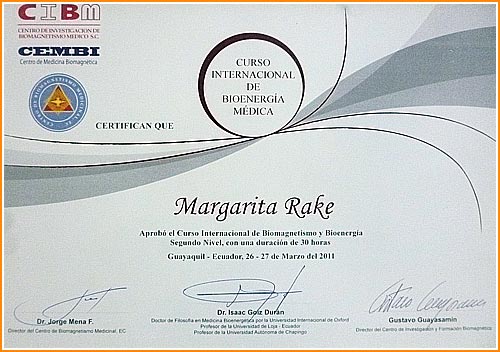 CIBM
CENTRO DE INVESTIGACION DE
BIOMAGNETISMO MEDICO S.C.
CEMBI
Centro de Medicina Biomagnética
CURSO
INTERNACIONAL
DE
BIOENERGÍA
MÉDICA
CERTIFICAN QUE
Margarita Rake
Aprobó el Curso Internacional de Biomagnetismo y Bioenergía
Segundo Nivel, con una duración de 30 horas
Guayaquil - Ecuador, 26 - 27 de Marzo del 2011
Dr. Jorge Mena F.
Director del Centro de Biomagnetismo Medicinal, EC
Dr. Isaac Goiz Durán
Doctor de Filosofía en Medicina Bioenergética por la Universidad Internacional de Oxford
Profesor de la Universidad de Loja - Ecuador
Profesor de la Universidad Autónoma de Chapingo
Gustavo Guayasamín
Director del Centro de Investigación y Formación Biomagnética